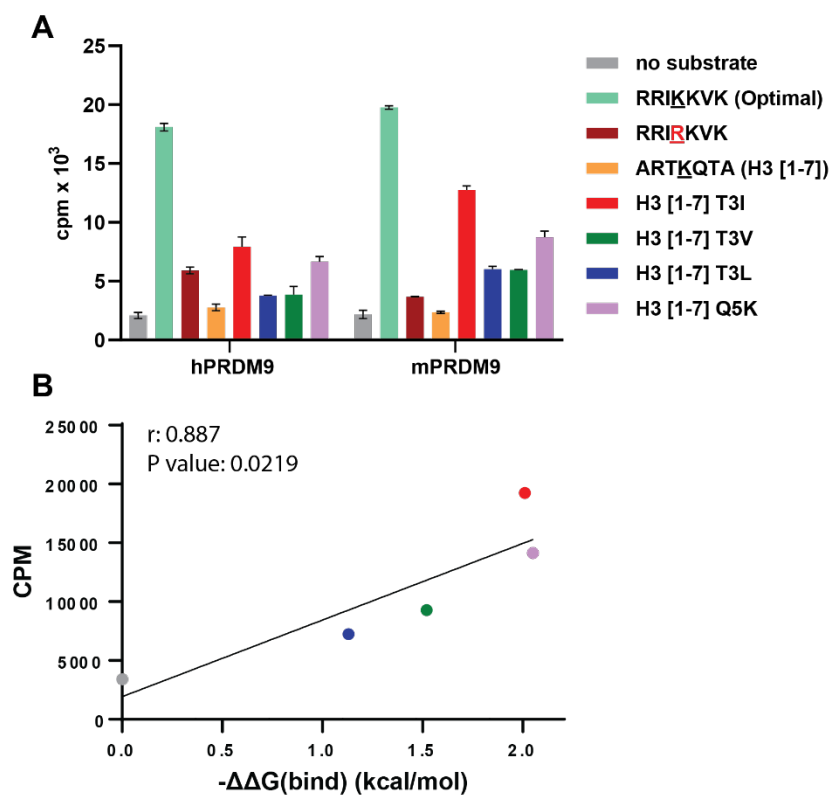 A
25
20
15
10
5
0
cpm x 10³
hPRDM9
mPRDM9
no substrate
RRIKKVK (Optimal)
RRIRKVK
ARTKQTA (H3 [1-7])
H3 [1-7] T3I
H3 [1-7] T3V
H3 [1-7] T3L
H3 [1-7] Q5K
B
r: 0.887
P value: 0.0219
25000
20000
15000
10000
5000
0
CPM
0.0 0.5 1.0 1.5 2.0
-ΔΔG(bind) (kcal/mol)